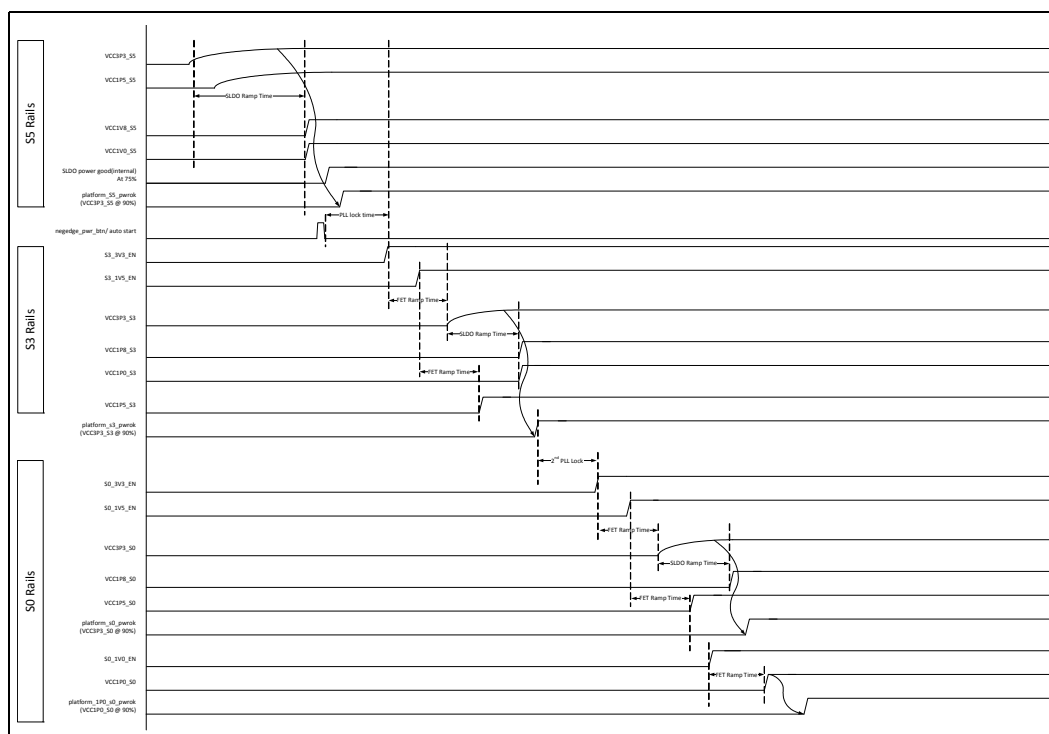 S5 Rails
VCC3P3_S5
VCC1P5_S5
SLDO Ramp Time
VCC1V8_S5
VCC1V0_S5
SLDO power good(internal)
At 75%
platform_S5_pwrok
(VCC3P3_S5 @ 90%)
PLL lock time
negedge_pwr_btn/ auto start
S3 Rails
S3_3V3_EN
S3_1V5_EN
FET Ramp Time
VCC3P3_S3
SLDO Ramp Time
VCC1P8_S3
VCC1P0_S3
FET Ramp Time
VCC1P5_S3
platform_s3_pwrok
(VCC3P3_S3 @ 90%)
2nd PLL Lock
S0 Rails
S0_3V3_EN
S0_1V5_EN
FET Ramp Time
VCC3P3_S0
SLDO Ramp Time
VCC1P8_S0
FET Ramp Time
VCC1P5_S0
platform_s0_pwrok
(VCC3P3_S0 @ 90%)
S0_1V0_EN
FET Ramp Time
VCC1P0_S0
platform_1P0_s0_pwrok
(VCC1P0_S0 @ 90%)